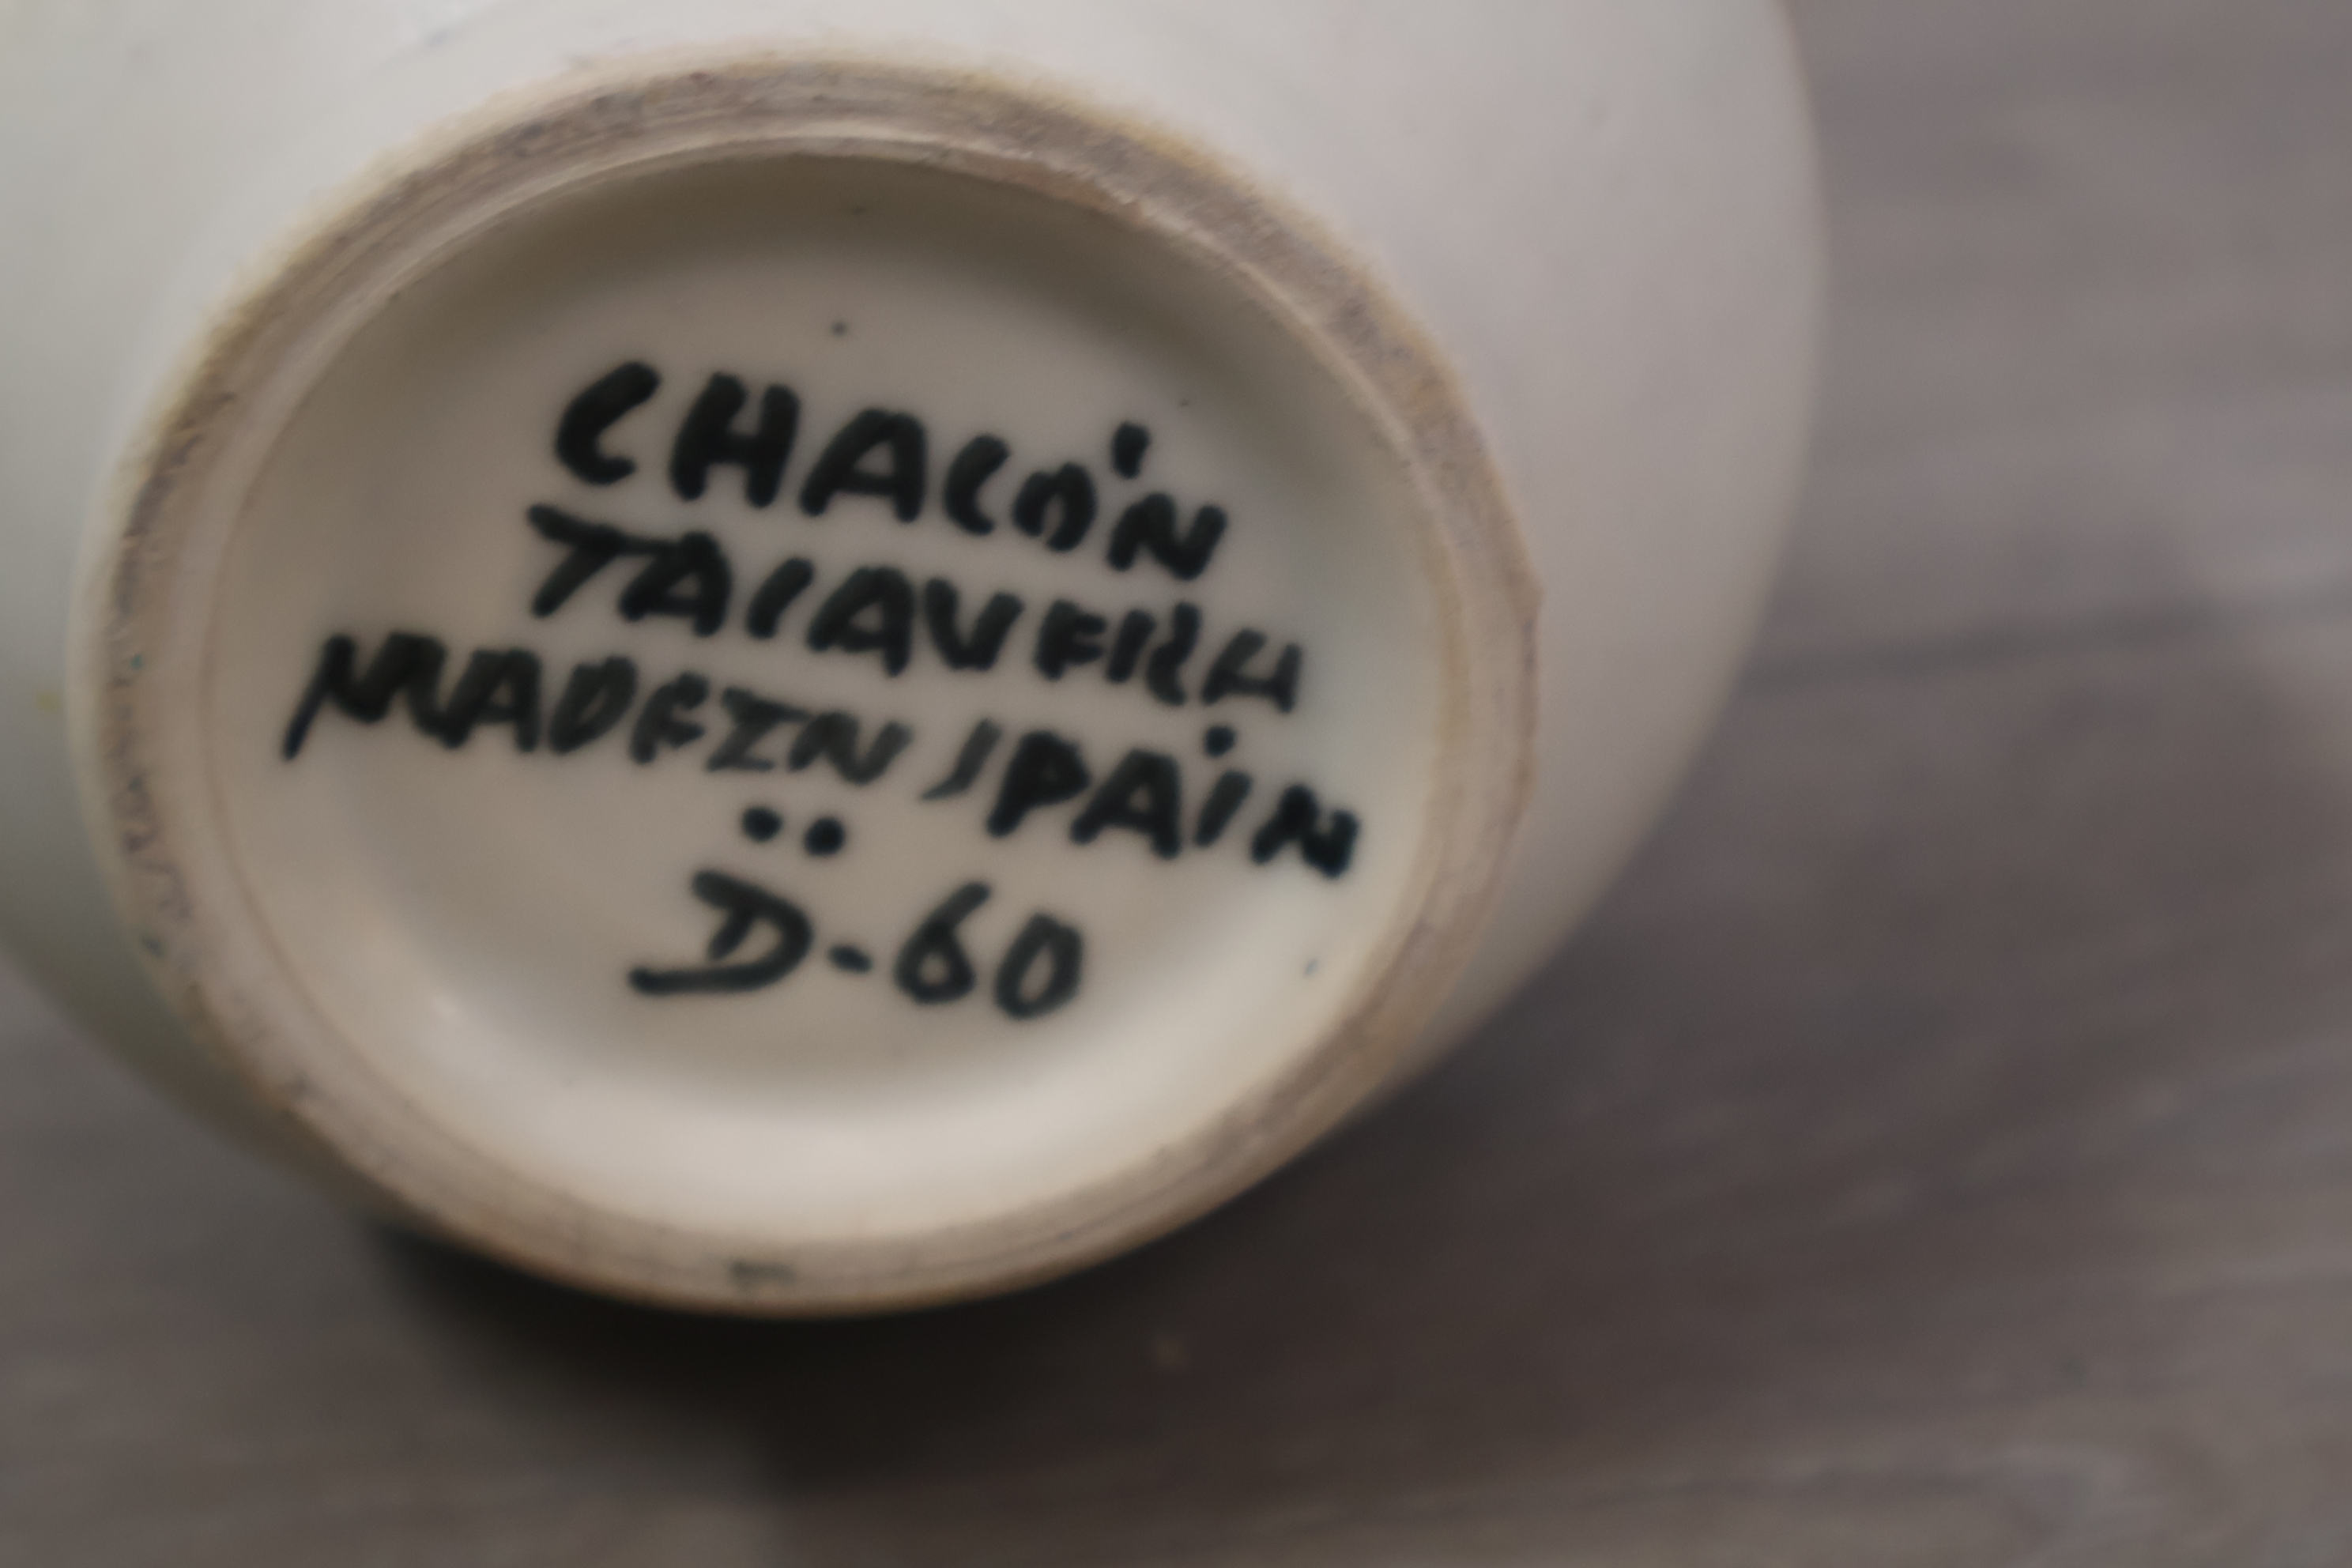 CHACÓN
TALAVERA
MADE IN SPAIN
D-60